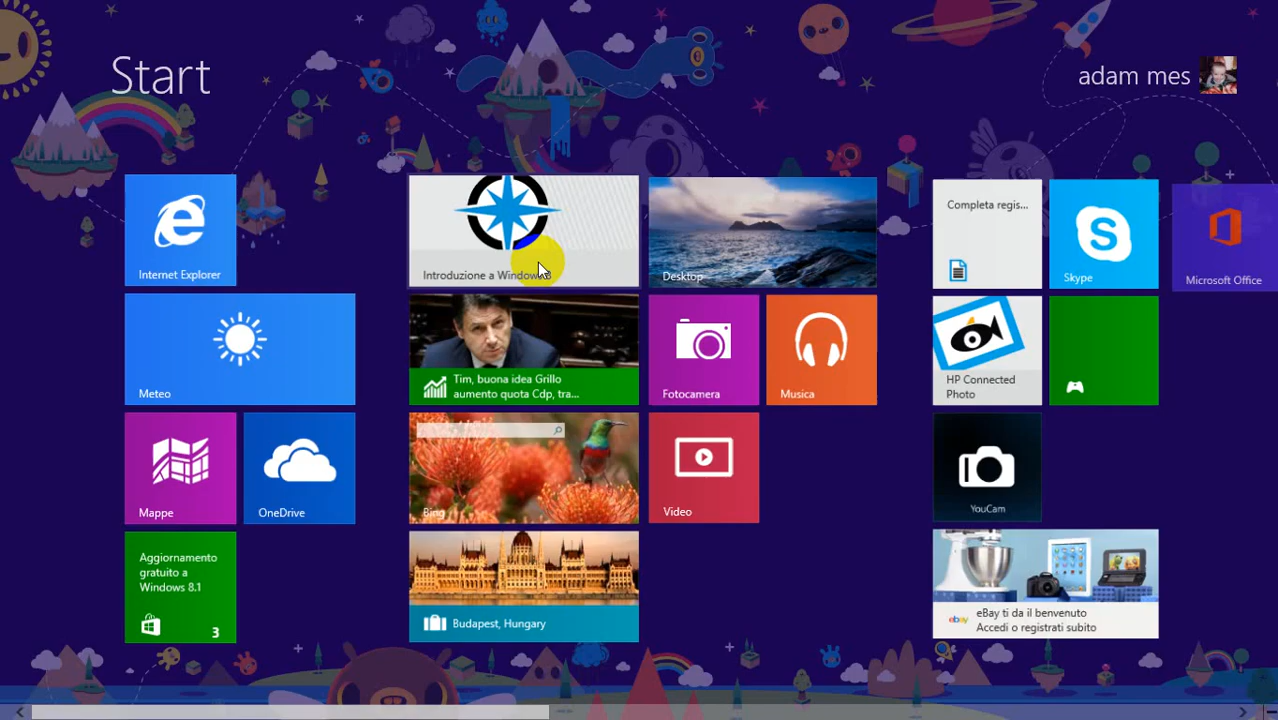 Start
adam mes
Internet Explorer
Meteo
Mappe
OneDrive
Aggiornamento
gratuito a
Windows 8.1
3
Introduzione a Windows 8
Tim, buona idea Grillo
aumento quota Cdp, tra...
Bing
Budapest, Hungary
Desktop
Fotocamera
Musica
Video
Completa regis...
Skype
Microsoft Office
HP Connected
Photo
YouCam
ebay
eBay ti da il benvenuto
Accedi o registrati subito